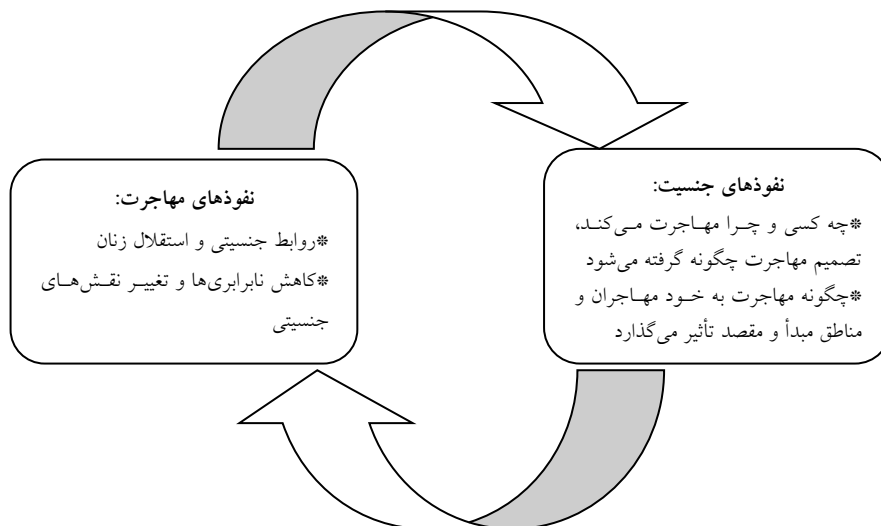 نفوذهای جنسیت:
*چه کسی و چرا مهاجرت می‌کند،
تصمیم مهاجرت چگونه گرفته می‌شود
*چگونه مهاجرت به خود مهاجران و
مناطق مبدأ و مقصد تأثیر می‌گذارد
نفوذهای مهاجرت:
*روابط جنسیتی و استقلال زنان
*کاهش نابرابری‌ها و تغییر نقش‌های
جنسیتی